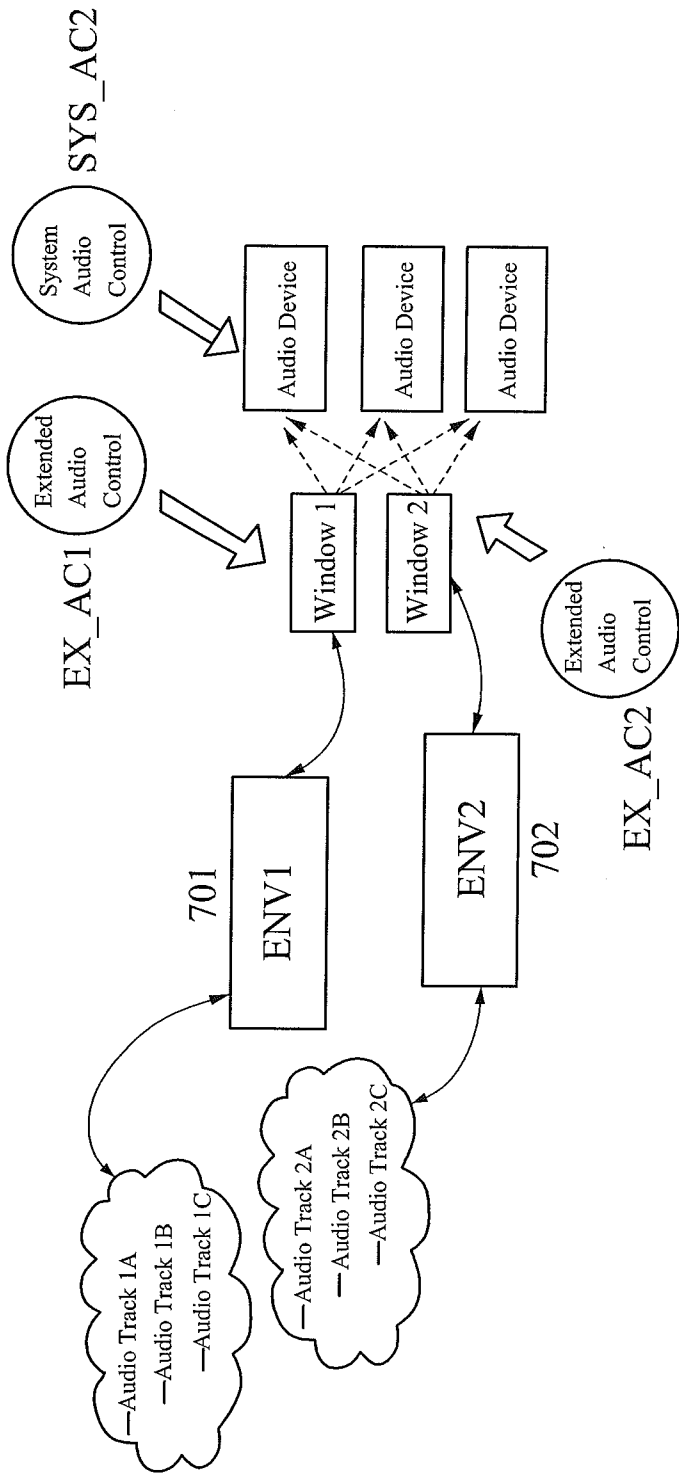 —Audio Track 1A
—Audio Track 1B
—Audio Track 1C
—Audio Track 2A
—Audio Track 2B
—Audio Track 2C
701
ENV1
ENV2
702
EX_AC1
Extended
Audio
Control
Window 1
Window 2
Extended
Audio
Control
EX_AC2
System
Audio
Control
SYS_AC2
Audio Device
Audio Device
Audio Device